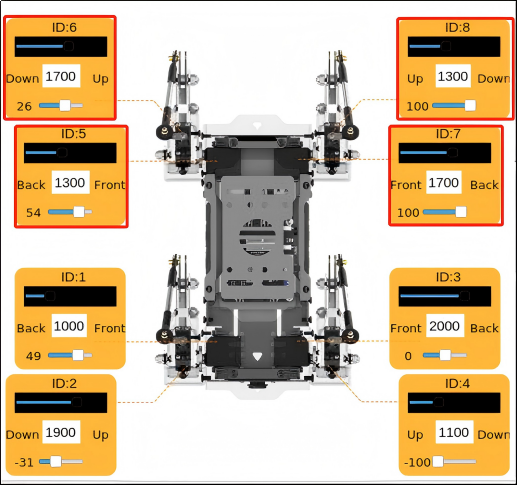 ID:6
Down 1700 Up
26
ID:8
Up 1300 Down
100
ID:5
Back 1300 Front
54
ID:7
Front 1700 Back
100
ID:1
Back 1000 Front
49
ID:3
Front 2000 Back
0
ID:2
Down 1900 Up
-31
ID:4
Up 1100 Down
-100